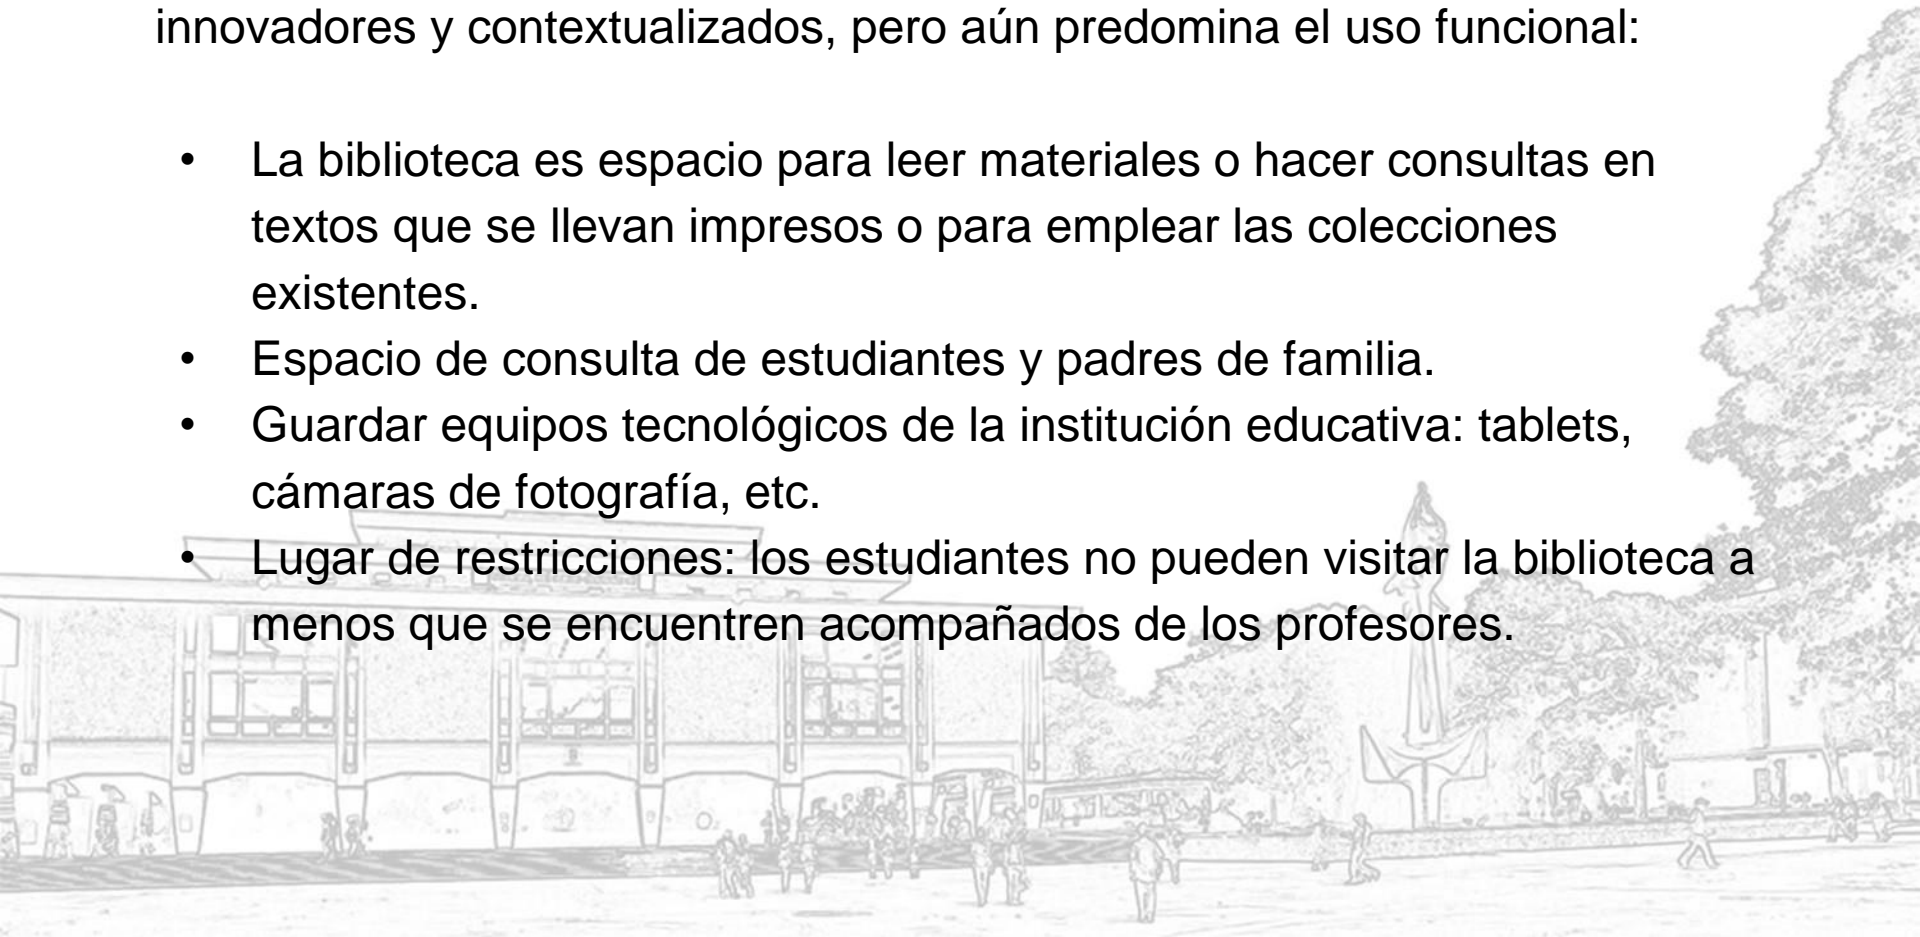 innovadores y contextualizados, pero aún predomina el uso funcional:
• La biblioteca es espacio para leer materiales o hacer consultas en
textos que se llevan impresos o para emplear las colecciones
existentes.
• Espacio de consulta de estudiantes y padres de familia.
• Guardar equipos tecnológicos de la institución educativa: tablets,
cámaras de fotografía, etc.
• Lugar de restricciones: los estudiantes no pueden visitar la biblioteca a
menos que se encuentren acompañados de los profesores.